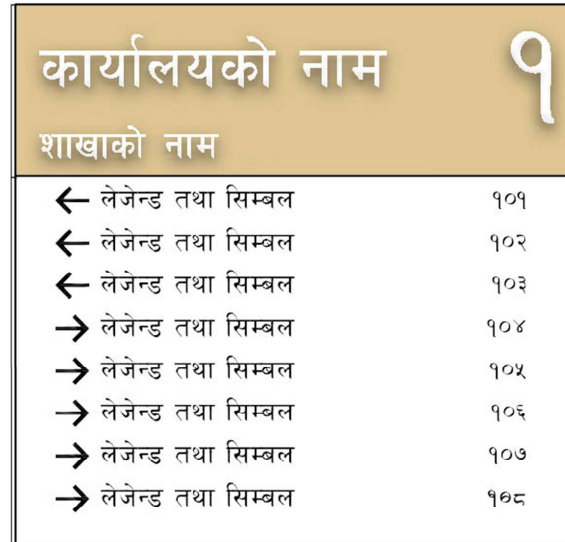 कार्यालयको नाम १
शाखाको नाम
← लेजेन्ड तथा सिम्बल १०१
← लेजेन्ड तथा सिम्बल १०२
← लेजेन्ड तथा सिम्बल १०३
→ लेजेन्ड तथा सिम्बल १०४
→ लेजेन्ड तथा सिम्बल १०५
→ लेजेन्ड तथा सिम्बल १०६
→ लेजेन्ड तथा सिम्बल १०७
→ लेजेन्ड तथा सिम्बल १०८